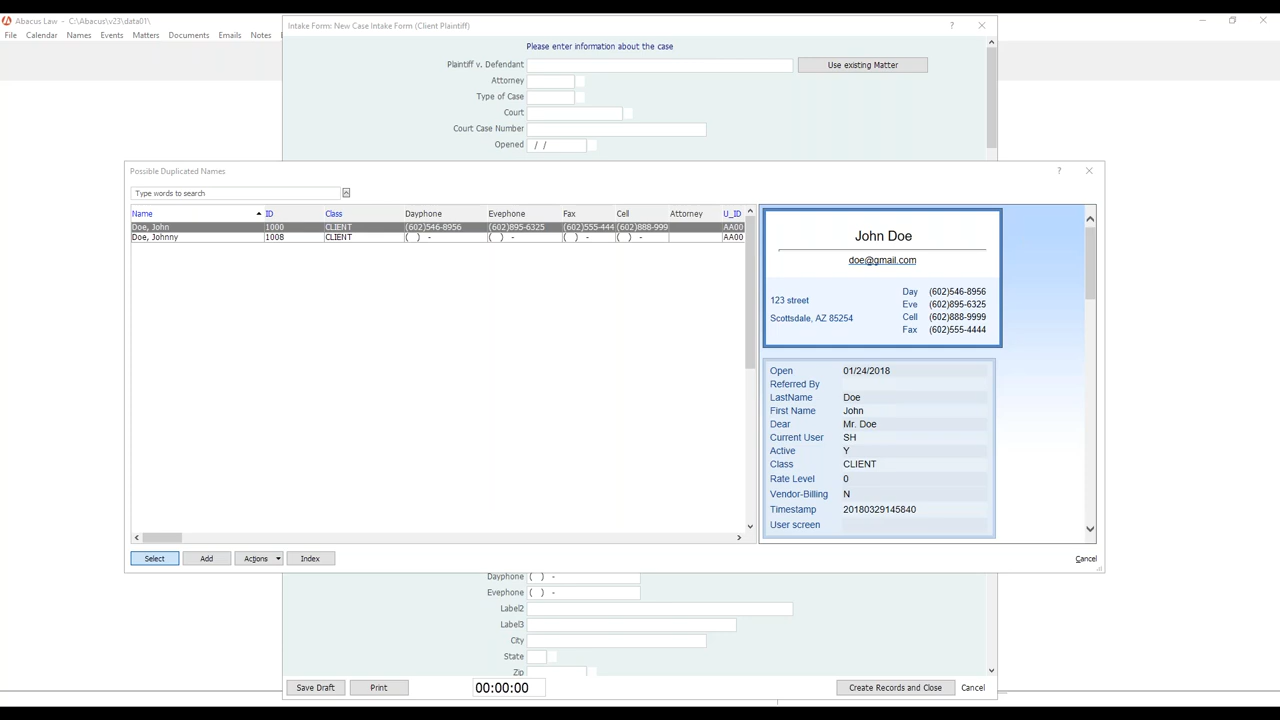 Abacus Law - C:\Abacus\v23\data01\
File Calendar Names Events Matters Documents Emails Notes
Intake Form: New Case Intake Form (Client Plaintiff)
Please enter information about the case
Plaintiff v. Defendant
Use existing Matter
Attorney
Type of Case
Court
Court Case Number
Opened / /
Possible Duplicated Names
Type words to search
Name ID Class Dayphone Evephone Fax Cell Attorney U_ID
Doe, John 1000 CLIENT (602)546-8956 (602)895-6325 (602)555-444 (602)888-999 AA00
Doe, Johnny 1008 CLIENT ( ) - ( ) - ( ) - ( ) - AA00
John Doe
doe@gmail.com
123 street
Scottsdale, AZ 85254
Day (602)546-8956
Eve (602)895-6325
Cell (602)888-9999
Fax (602)555-4444
Open 01/24/2018
Referred By
LastName Doe
First Name John
Dear Mr. Doe
Current User SH
Active Y
Class CLIENT
Rate Level 0
Vendor-Billing N
Timestamp 20180329145840
User screen
Select Add Actions Index Cancel
Dayphone ( ) -
Evephone ( ) -
Label2
Label3
City
State
Zip
Save Draft Print 00:00:00 Create Records and Close Cancel